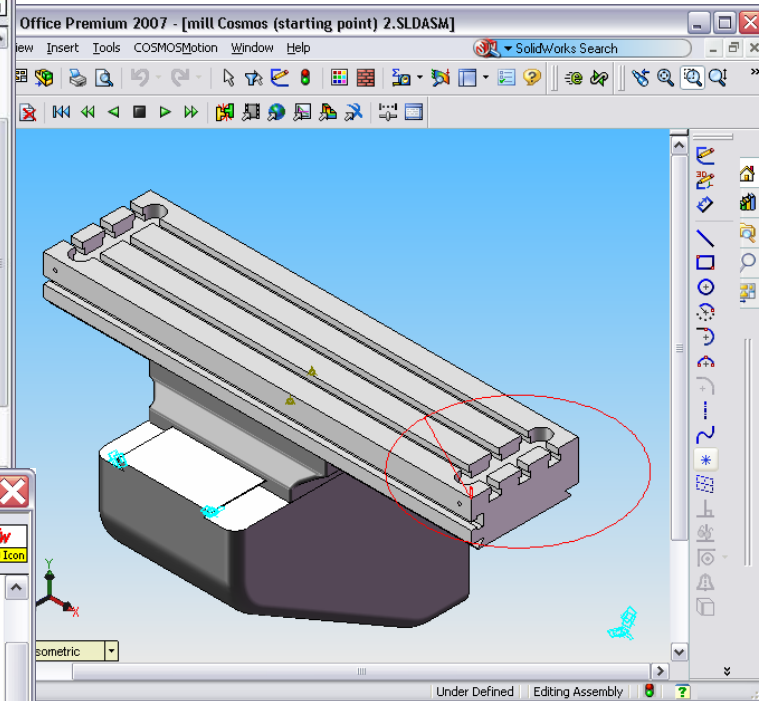 Office Premium 2007 - [mill Cosmos (starting point) 2.SLDASM]
iew Insert Tools COSMOSMotion Window Help SolidWorks Search
3D
w
Icon
Y
X
sometric
Under Defined Editing Assembly